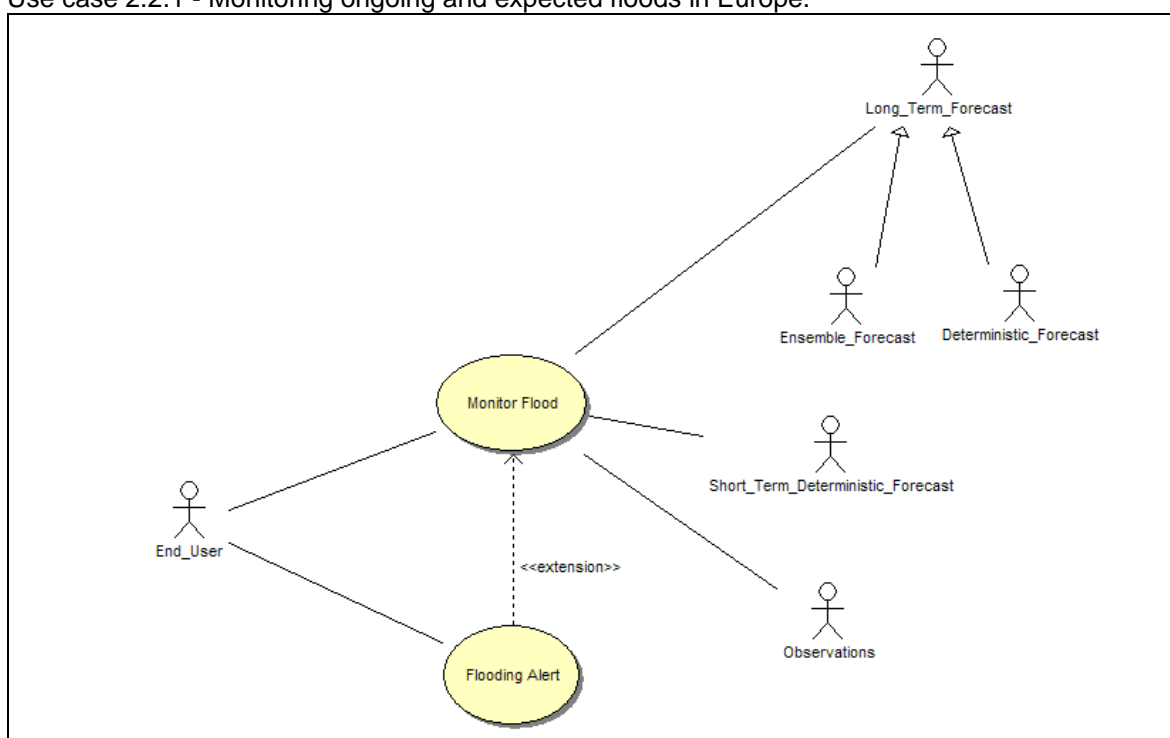 Use case 2.2.1 - Monitoring ongoing and expected floods in Europe.
Long_Term_Forecast
Ensemble_Forecast
Deterministic_Forecast
Monitor Flood
Short_Term_Deterministic_Forecast
End_User
<<extension>>
Observations
Flooding Alert